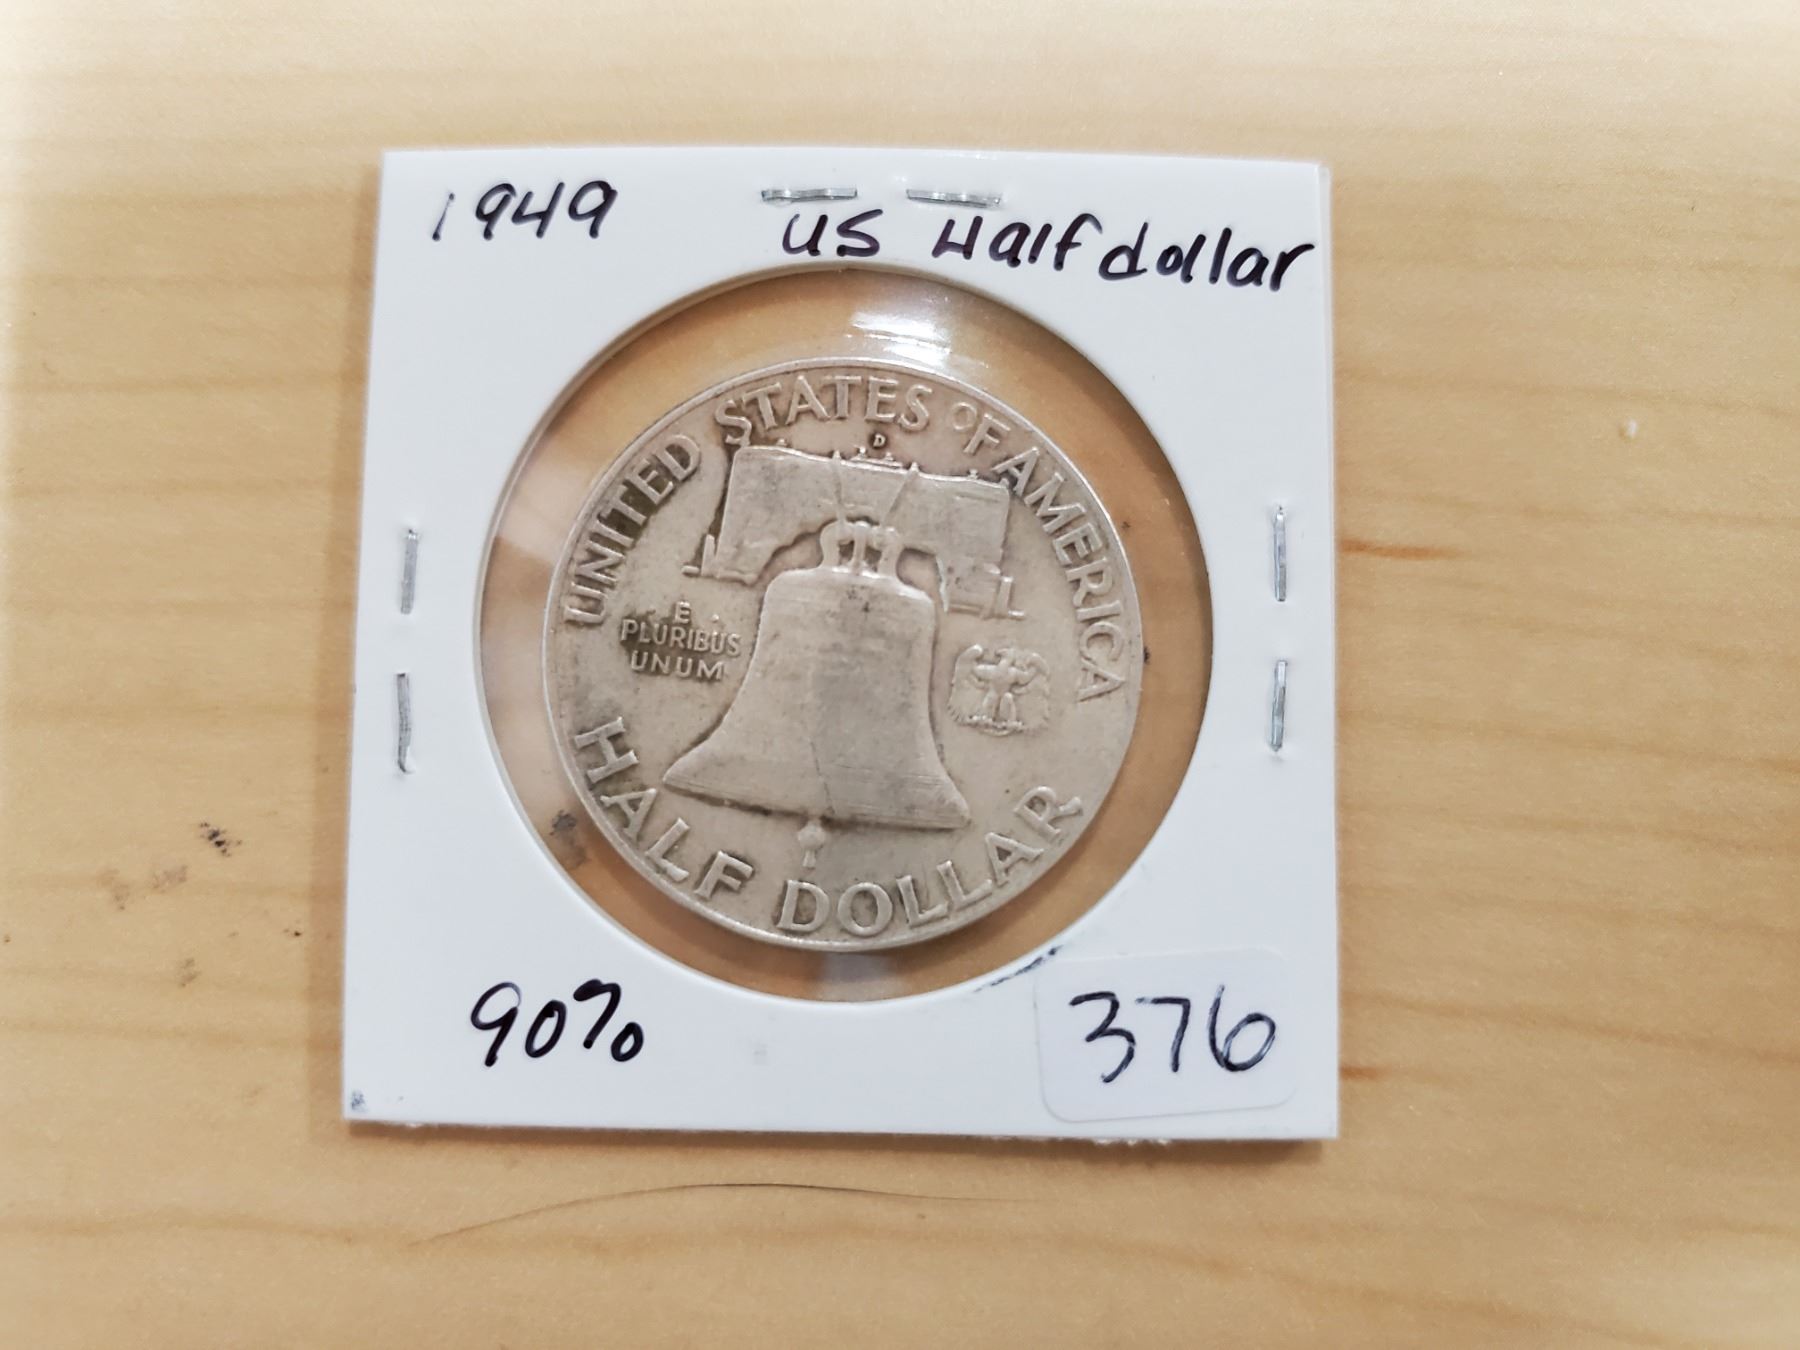 1949
US Half dollar
UNITED STATES OF AMERICA
D
E
PLURIBUS
UNUM
HALF DOLLAR
90%
376